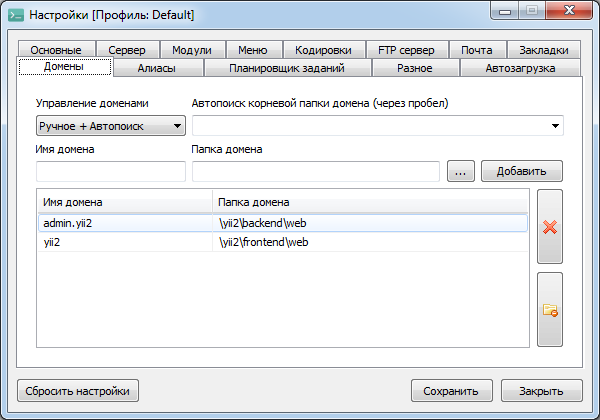 Настройки [Профиль: Default]
Основные Сервер Модули Меню Кодировки FTP сервер Почта Закладки
Домены Алиасы Планировщик заданий Разное Автозагрузка
Управление доменами Автопоиск корневой папки домена (через пробел)
Ручное + Автопоиск
Имя домена Папка домена
... Добавить
Имя домена Папка домена
admin.yii2 \yii2\backend\web
yii2 \yii2\frontend\web
Сбросить настройки Сохранить Закрыть